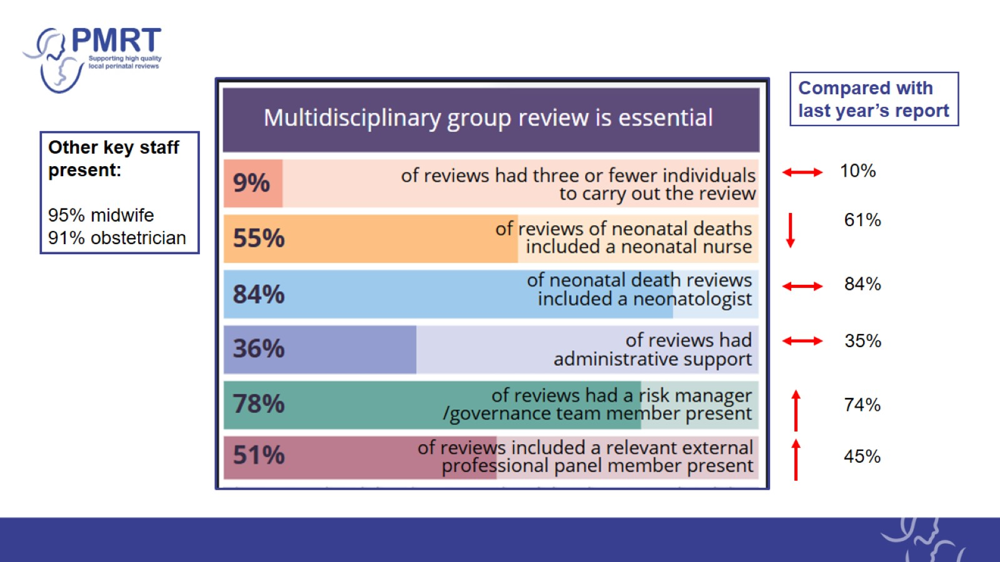 PMRT
Supporting high quality
local perinatal reviews
Other key staff
present:
95% midwife
91% obstetrician
Multidisciplinary group review is essential
9%
of reviews had three or fewer individuals
to carry out the review
55%
of reviews of neonatal deaths
included a neonatal nurse
84%
of neonatal death reviews
included a neonatologist
36%
of reviews had
administrative support
78%
of reviews had a risk manager
/governance team member present
51%
of reviews included a relevant external
professional panel member present
Compared with
last year’s report
10%
61%
84%
35%
74%
45%